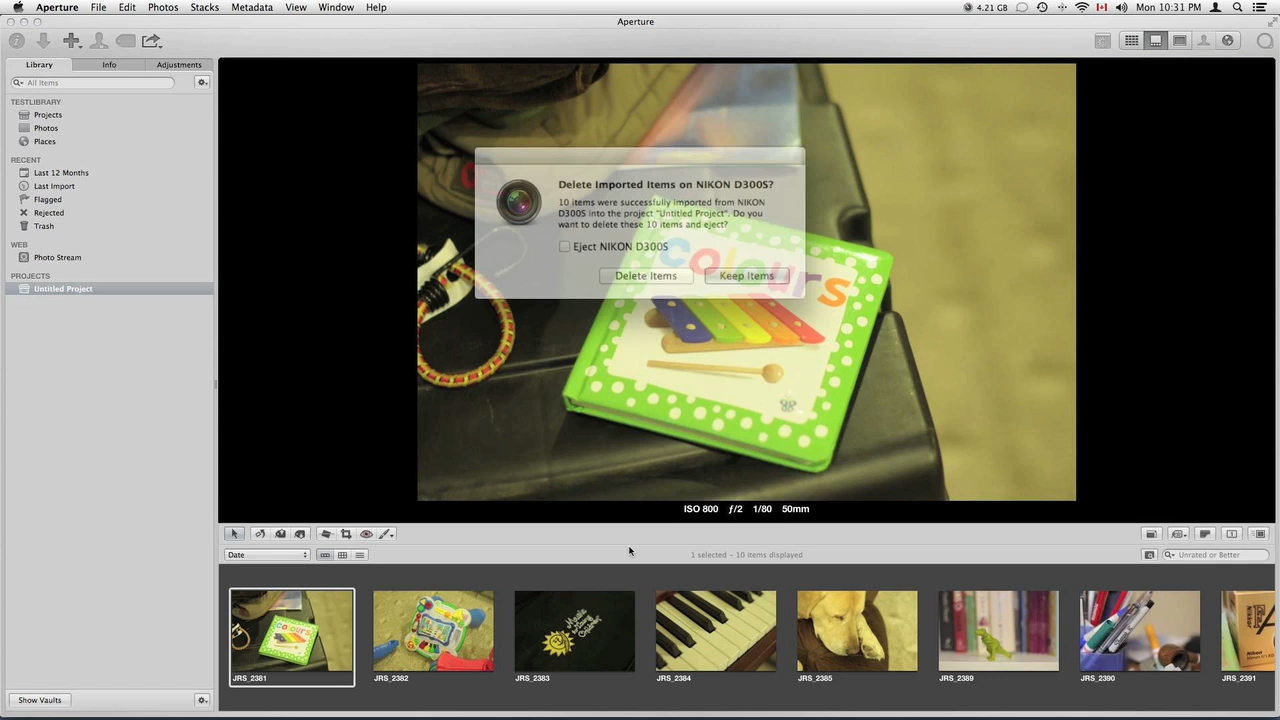 Aperture File Edit Photos Stacks Metadata Views Window Help 4.21 GB Mon 10:31 PM
Aperture
Library Info Adjustments
All Items
TESTLIBRARY
Projects
Photos
Places
RECENT
Last 12 Months
Last Import
Flagged
Rejected
Trash
WEB
Photo Stream
PROJECTS
Untitled Project
Show Vaults
Delete Imported Items on NIKON D300S?
10 items were successfully imported from NIKON
D300S into the project "Untitled Project". Do you
want to delete these 10 items and eject?
Eject NIKON D300S
Delete Items Keep Items
colours
ISO 800 ƒ/2 1/80 50mm
Date 1 selected - 10 items displayed Unrated or Better
colours
JRS_2381 JRS_2382 JRS_2383 JRS_2384 JRS_2385 JRS_2389 JRS_2390 JRS_2391